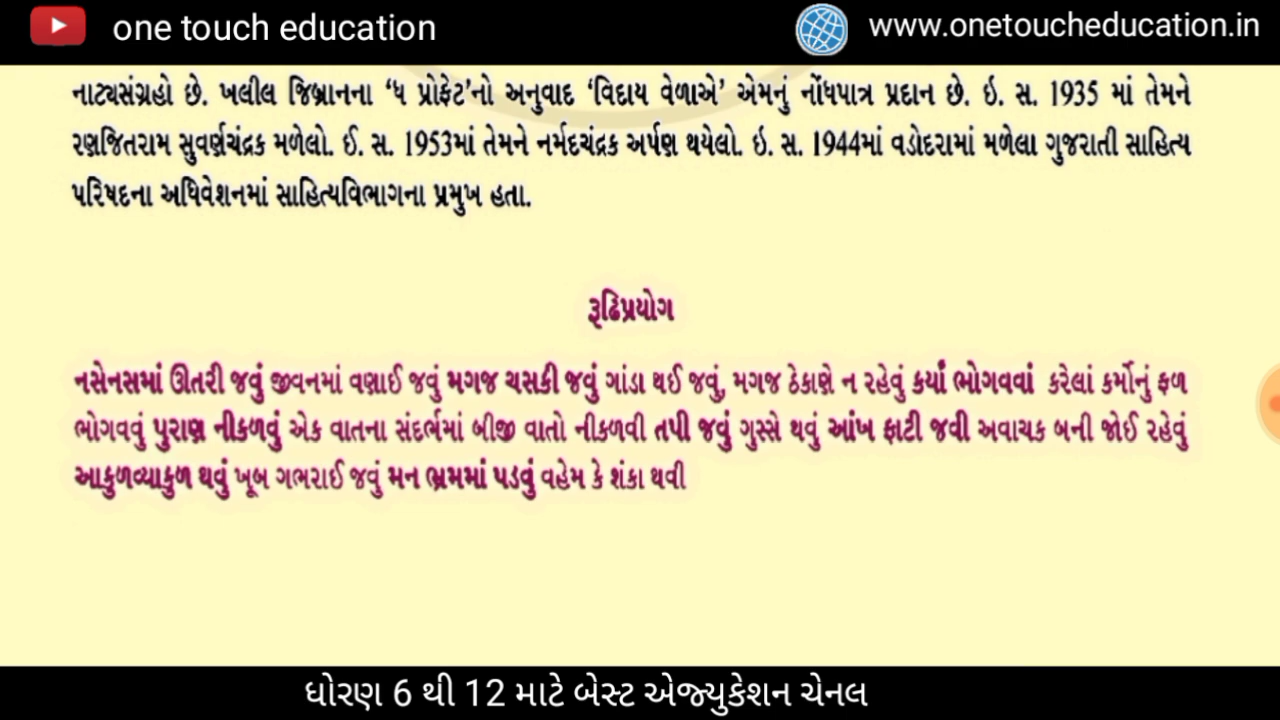 one touch education
www.onetoucheducation.in
નાટ્યસંગ્રહો છે. ખલીલ જિબ્રાનના ‘ધ પ્રોફેટ’નો અનુવાદ ‘વિદાય વેળાએ’ એમનું નોંધપાત્ર પ્રદાન છે. ઇ. સ. 1935 માં તેમને
રણજિતરામ સુવર્ણચંદ્રક મળેલો. ઈ. સ. 1953માં તેમને નર્મદચંદ્રક અર્પણ થયેલો. ઇ. સ. 1944માં વડોદરામાં મળેલા ગુજરાતી સાહિત્ય
પરિષદના અધિવેશનમાં સાહિત્યવિભાગના પ્રમુખ હતા.
રૂઢિપ્રયોગ
નસેનસમાં ઊતરી જવું જીવનમાં વણાઈ જવું મગજ ચસકી જવું ગાંડા થઈ જવું, મગજ ઠેકાણે ન રહેવું કર્યાં ભોગવવાં કરેલાં કર્મોનું ફળ
ભોગવવું પુરાણ નીકળવું એક વાતના સંદર્ભમાં બીજી વાતો નીકળવી તપી જવું ગુસ્સે થવું આંખ ફાટી જવી અવાચક બની જોઈ રહેવું
આકુળવ્યાકુળ થવું ખૂબ ગભરાઈ જવું મન ભ્રમમાં પડવું વહેમ કે શંકા થવી
ધોરણ 6 થી 12 માટે બેસ્ટ એજ્યુકેશન ચેનલ